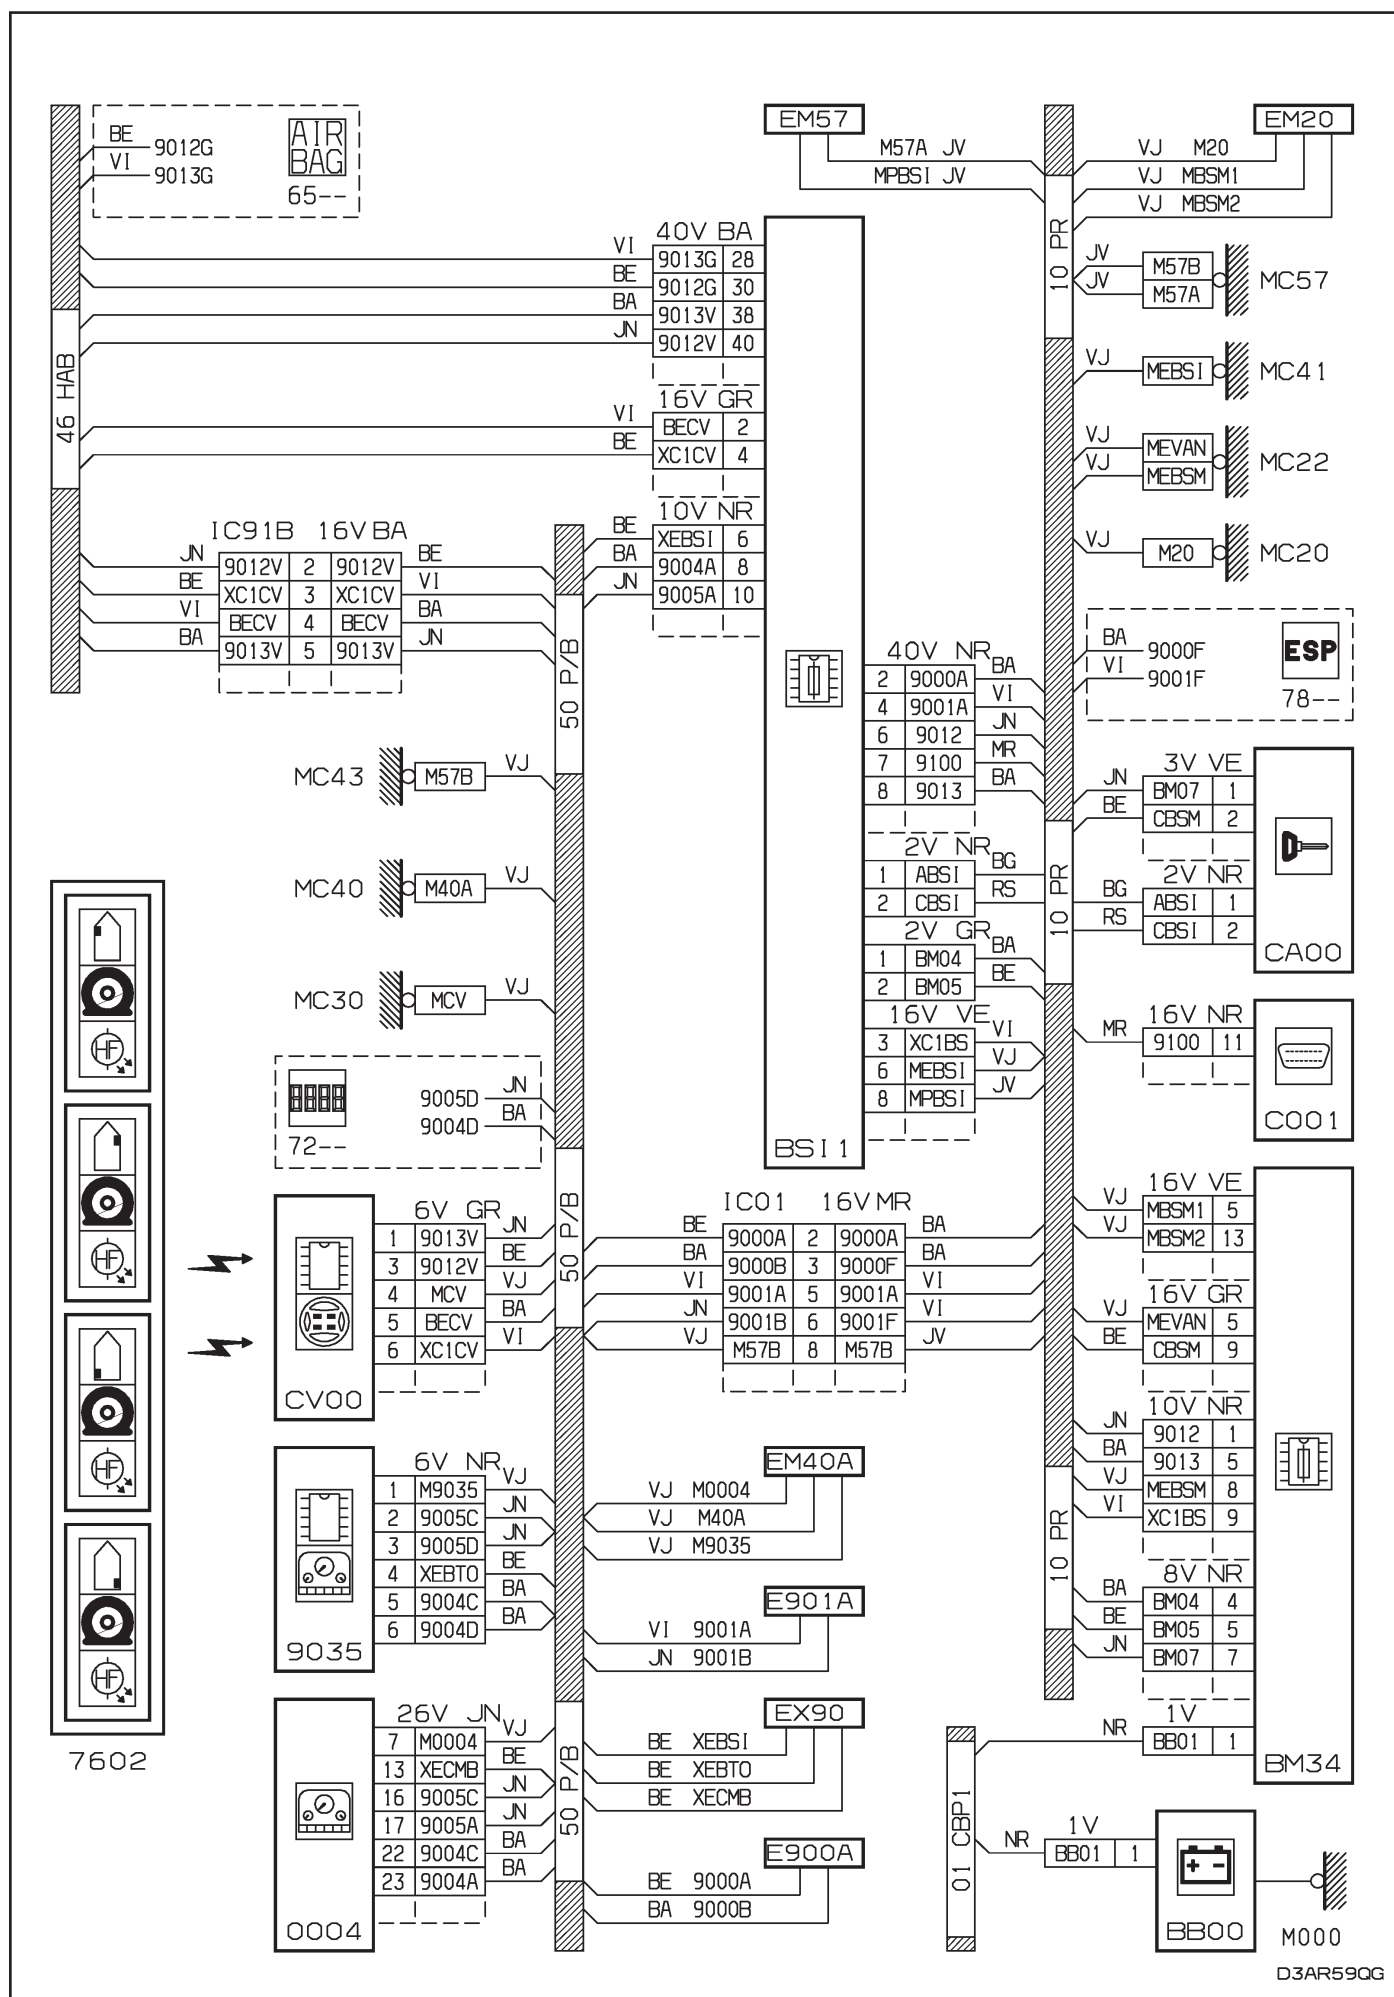 BE 9012G
VI 9013G
AIR
BAG
65--
46 HAB
EM57
M57A JV
MPBSI JV
10 PR
EM20
VJ M20
VJ MBSM1
VJ MBSM2
40V BA
VI 9013G 28
BE 9012G 30
BA 9013V 38
JN 9012V 40
16V GR
VI BECV 2
BE XC1CV 4
10V NR
BE XEBSI 6
BA 9004A 8
JN 9005A 10
JV M57B
JV M57A
MC57
VJ MEBSI MC41
VJ MEVAN
VJ MEBSM
MC22
VJ M20 MC20
IC91B 16V BA
JN 9012V 2 9012V BE
BE XC1CV 3 XC1CV VI
VI BECV 4 BECV BA
BA 9013V 5 9013V JN
50 P/B
BA 9000F
VI 9001F
ESP
78--
40V NR
2 9000A BA
4 9001A VI
6 9012 JN
7 9100 MR
8 9013 BA
2V NR
1 ABSI BG
2 CBSI RS
2V GR
1 BM04 BA
2 BM05 BE
16V VE
3 XC1BS VI
6 MEBSI VJ
8 MPBSI JV
BSI1
10 PR
3V VE
JN BM07 1
BE CBSM 2
2V NR
BG ABSI 1
RS CBSI 2
CA00
16V NR
MR 9100 11
C001
MC43 M57B VJ
MC40 M40A VJ
MC30 MCV VJ
72--
9005D JN
9004D BA
50 P/B
HF
HF
HF
HF
7602
6V GR
1 9013V JN
3 9012V BE
4 MCV VJ
5 BECV BA
6 XC1CV VI
CV00
IC01 16V MR
BE 9000A 2 9000A BA
BA 9000B 3 9000F BA
VI 9001A 5 9001A VI
JN 9001B 6 9001F VI
VJ M57B 8 M57B JV
16V VE
VJ MBSM1 5
VJ MBSM2 13
16V GR
VJ MEVAN 5
BE CBSM 9
10V NR
JN 9012 1
BA 9013 5
VJ MEBSM 8
VI XC1BS 9
8V NR
BA BM04 4
BE BM05 5
JN BM07 7
1V
NR BB01 1
BM34
10 PR
6V NR
1 M9035 VJ
2 9005C JN
3 9005D JN
4 XEBTO BE
5 9004C BA
6 9004D BA
9035
EM40A
VJ M0004
VJ M40A
VJ M9035
E901A
VI 9001A
JN 9001B
26V JN
7 M0004 VJ
13 XECMB BE
16 9005C JN
17 9005A JN
22 9004C BA
23 9004A BA
0004
50 P/B
EX90
BE XEBSI
BE XEBTO
BE XECMB
E900A
BE 9000A
BA 9000B
01 CBP1
1V
NR BB01 1
+ -
BB00
M000
D3AR59QG